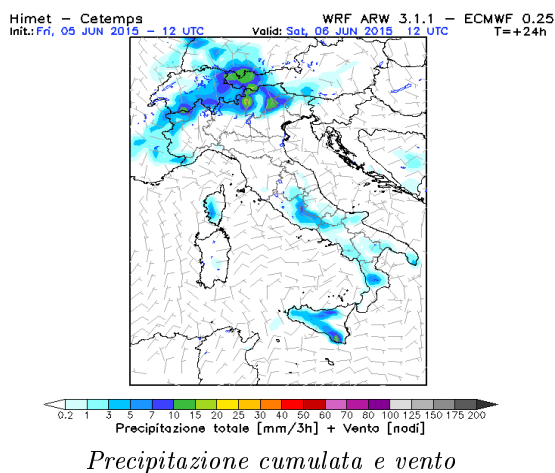 Himet – Cetemps WRF ARW 3.1.1 – ECMWF 0.25
Init.: Fri, 05 JUN 2015 – 12 UTC Valid: Sat, 06 JUN 2015 12 UTC T=+24h
0.2 1 3 5 7 10 15 20 25 30 40 50 60 70 80 100 125 150 175 200
Precipitazione totale [mm/3h] + Vento [nodi]
Precipitazione cumulata e vento